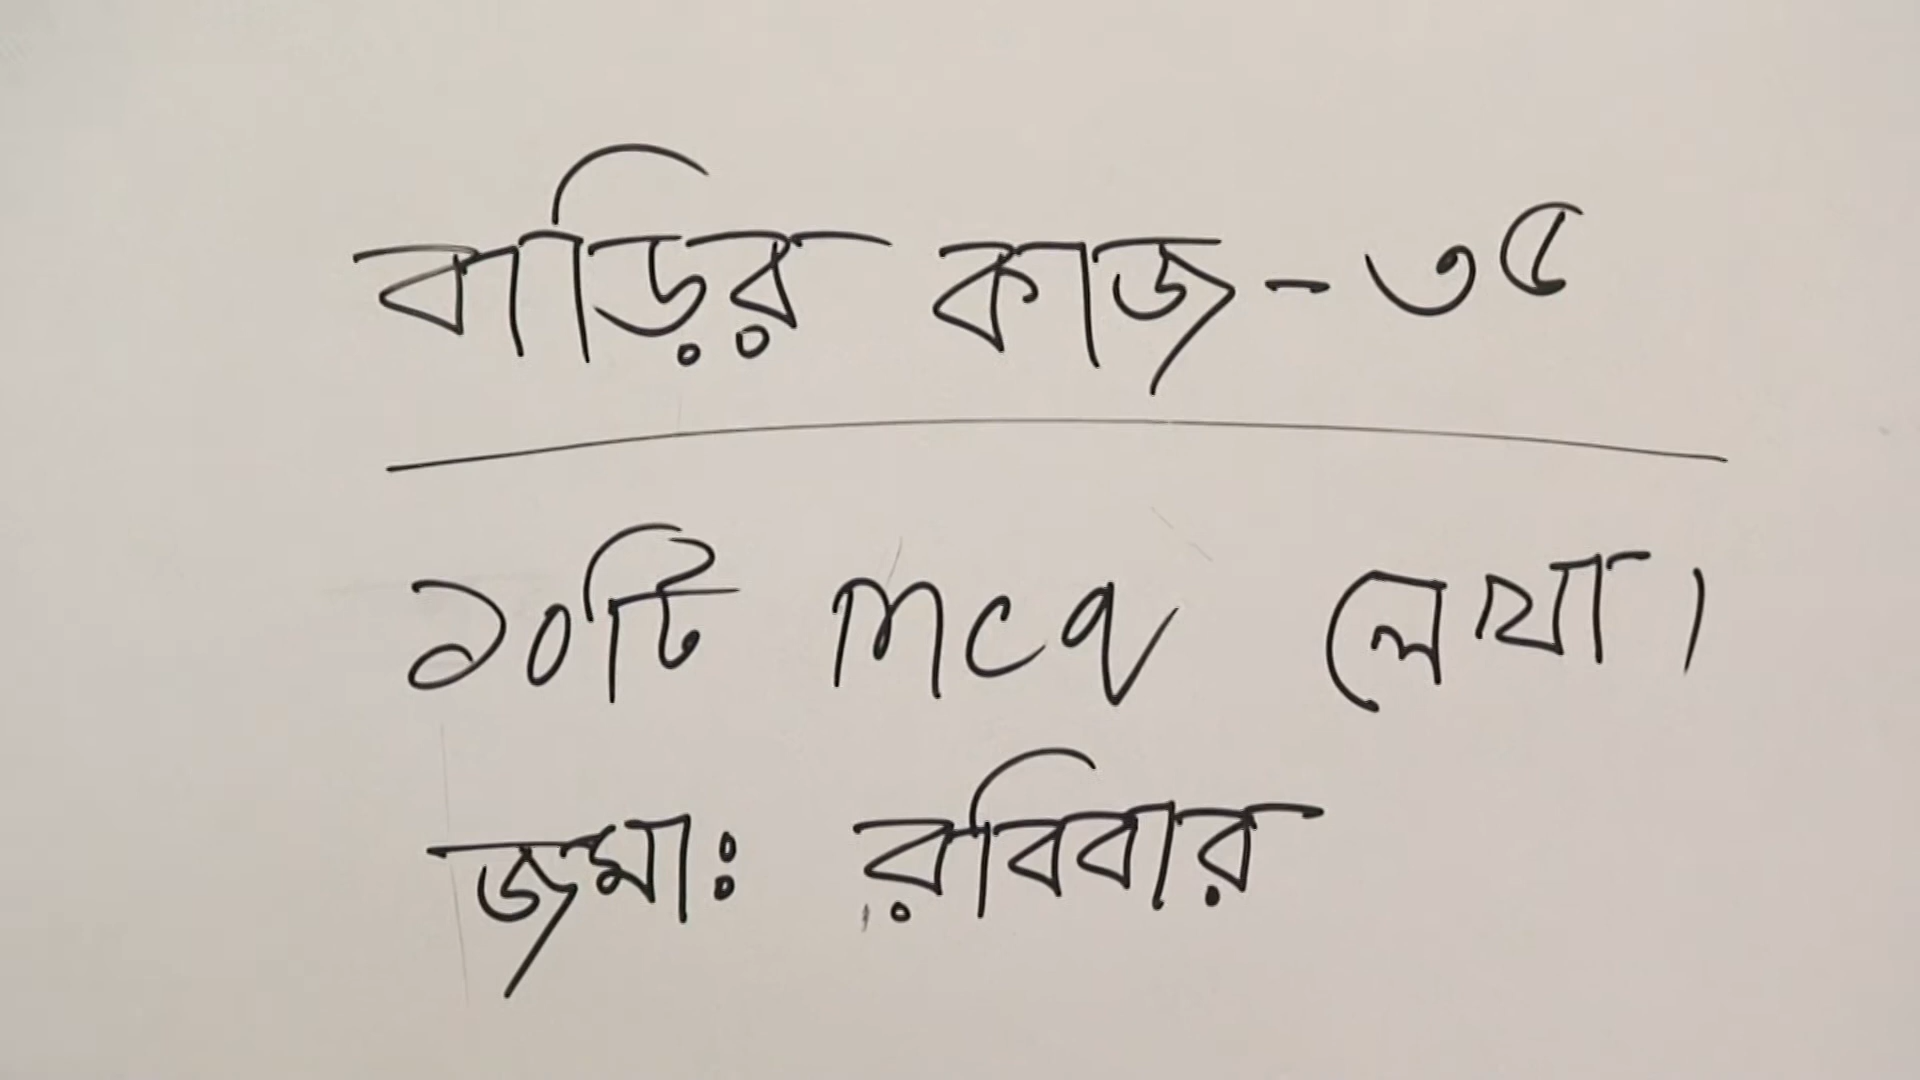 বাড়ির কাজ - ৩৫
১০টি mcq লেখা।
জমাঃ রবিবার